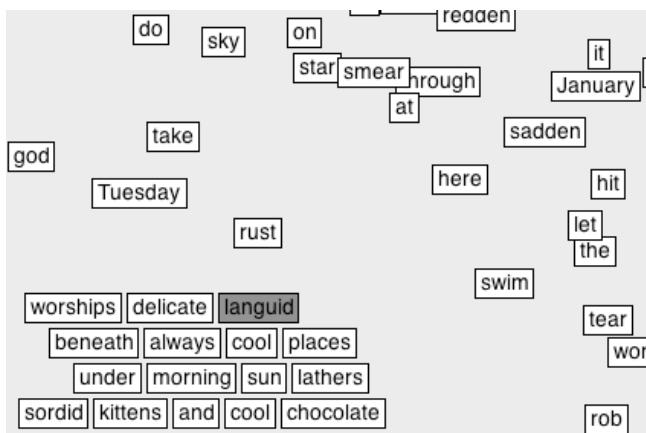 redden
do
sky
on
it
star smear
January
at
sadden
take
god
here
hit
Tuesday
let
rust
the
swim
worships delicate languid
tear
beneath always cool places
under morning sun lathers
sordid kittens and cool chocolate
rob